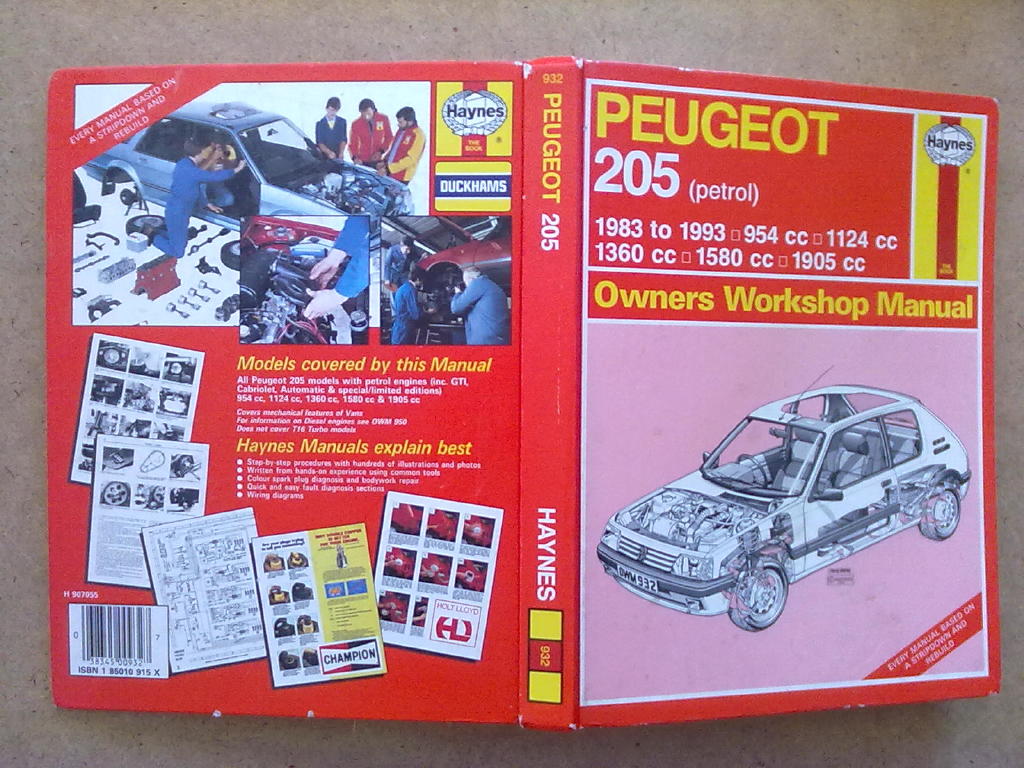 EVERY MANUAL BASED ON
A STRIPDOWN AND
REBUILD
Haynes
THE
BOOK
®
DUCKHAMS
Models covered by this Manual
All Peugeot 205 models with petrol engines (inc. GTI,
Cabriolet, Automatic & special/limited editions)
954 cc, 1124 cc, 1360 cc, 1580 cc & 1905 cc
Covers mechanical features of Vans
For information on Diesel engines see OWM 950
Does not cover T16 Turbo models
Haynes Manuals explain best
● Step-by-step procedures with hundreds of illustrations and photos
● Written from hands-on experience using common tools
● Colour spark plug diagnosis and bodywork repair
● Quick and easy fault diagnosis sections
● Wiring diagrams
CHAMPION
HOLT LLOYD
H 907055
0
38345 00932
7
ISBN 1 85010 915 X
932
PEUGEOT 205
HAYNES
932
PEUGEOT
205 (petrol)
1983 to 1993 □ 954 cc □ 1124 cc
1360 cc □ 1580 cc □ 1905 cc
Haynes
®
THE
BOOK
Owners Workshop Manual
OWM 932
EVERY MANUAL BASED ON
A STRIPDOWN AND
REBUILD